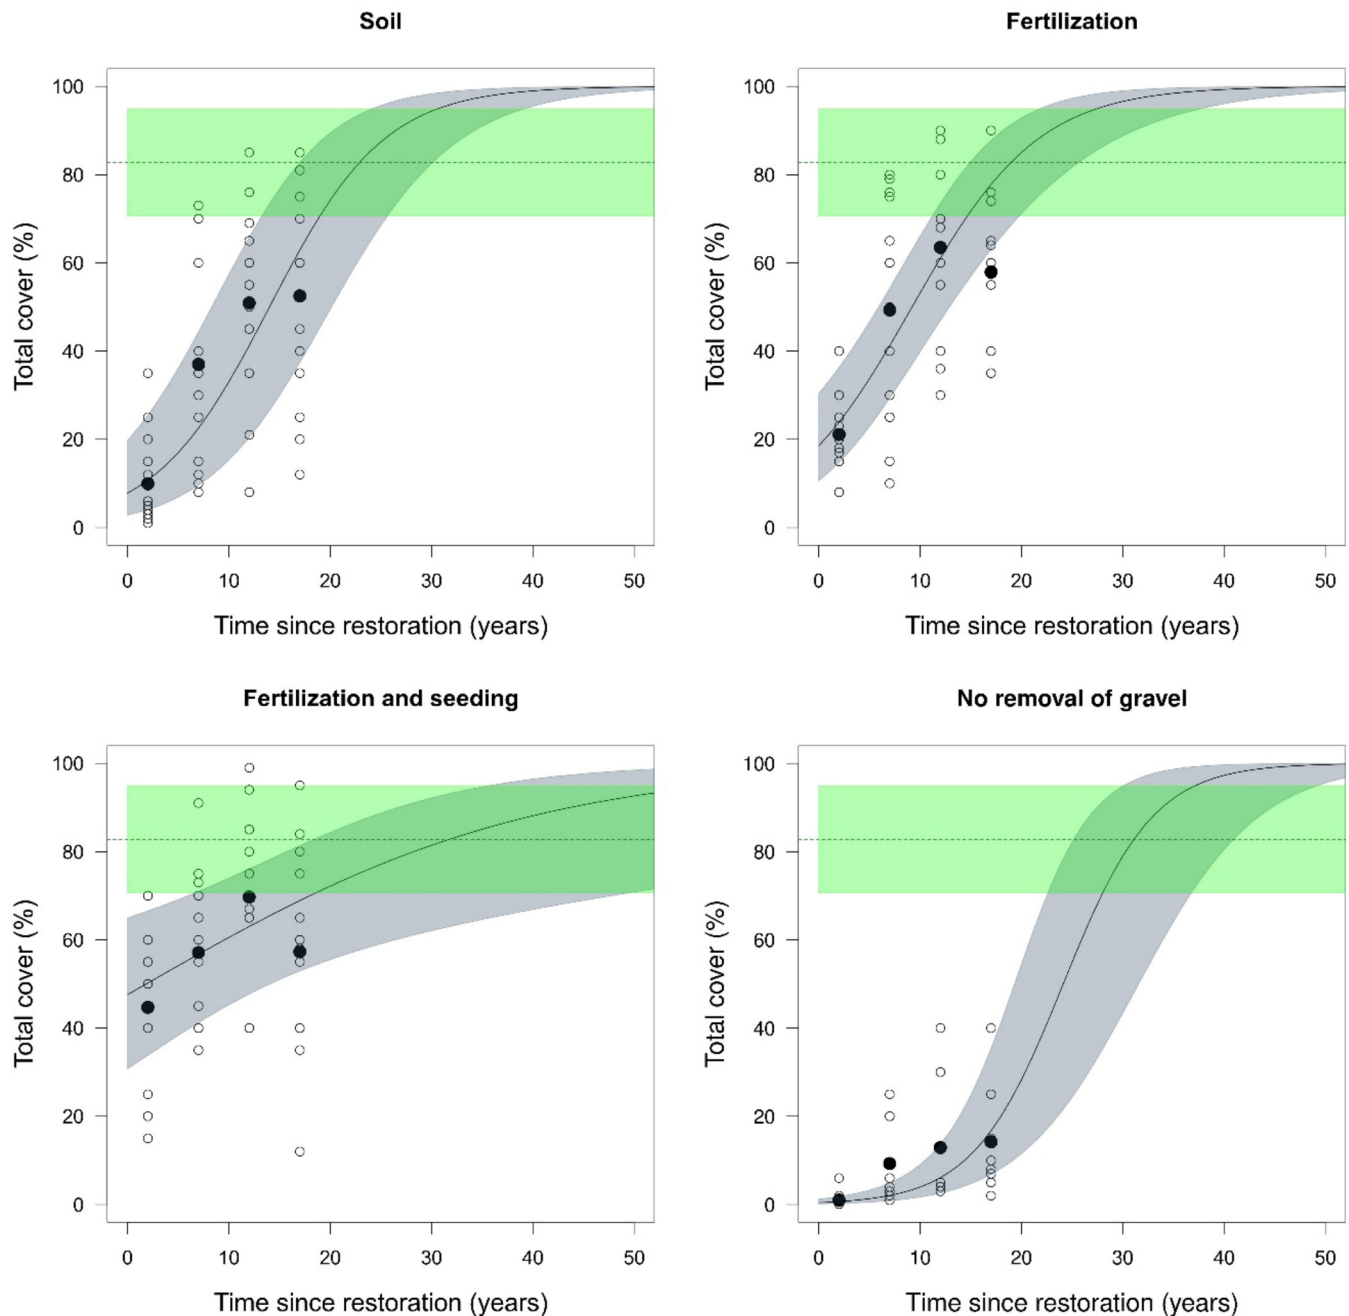 Soil
Fertilization
100
80
60
40
20
0
Total cover (%)
0 10 20 30 40 50
Time since restoration (years)
100
80
60
40
20
0
Total cover (%)
0 10 20 30 40 50
Time since restoration (years)
Fertilization and seeding
No removal of gravel
100
80
60
40
20
0
Total cover (%)
0 10 20 30 40 50
Time since restoration (years)
100
80
60
40
20
0
Total cover (%)
0 10 20 30 40 50
Time since restoration (years)